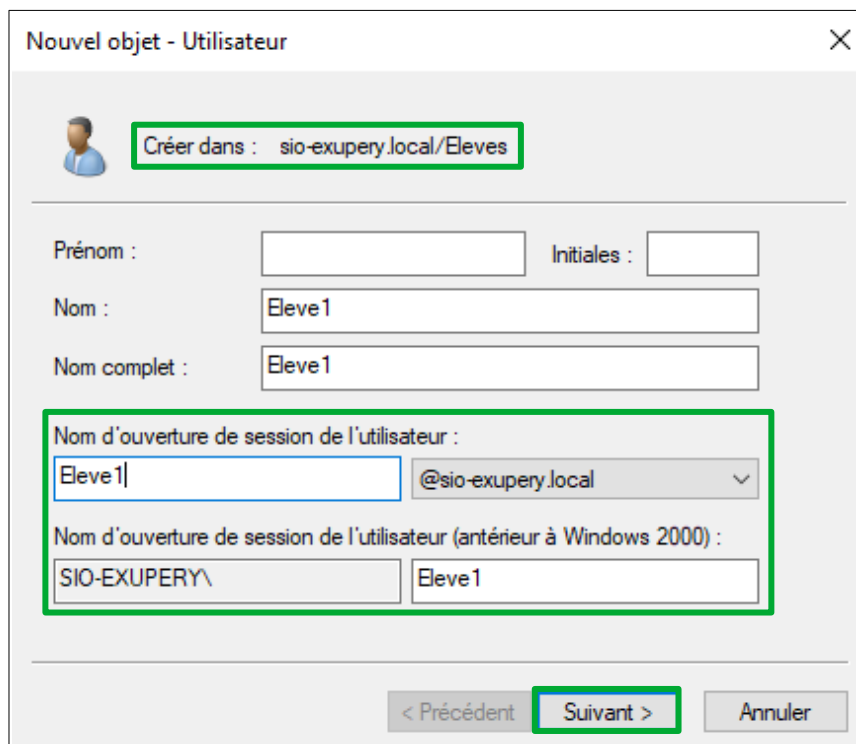 Nouvel objet - Utilisateur
Créer dans : sio-exupery.local/Eleves
Prénom : Initiales :
Nom : Eleve1
Nom complet : Eleve1
Nom d'ouverture de session de l'utilisateur :
Eleve1 @sio-exupery.local
Nom d'ouverture de session de l'utilisateur (antérieur à Windows 2000) :
SIO-EXUPERY\ Eleve1
< Précédent Suivant > Annuler